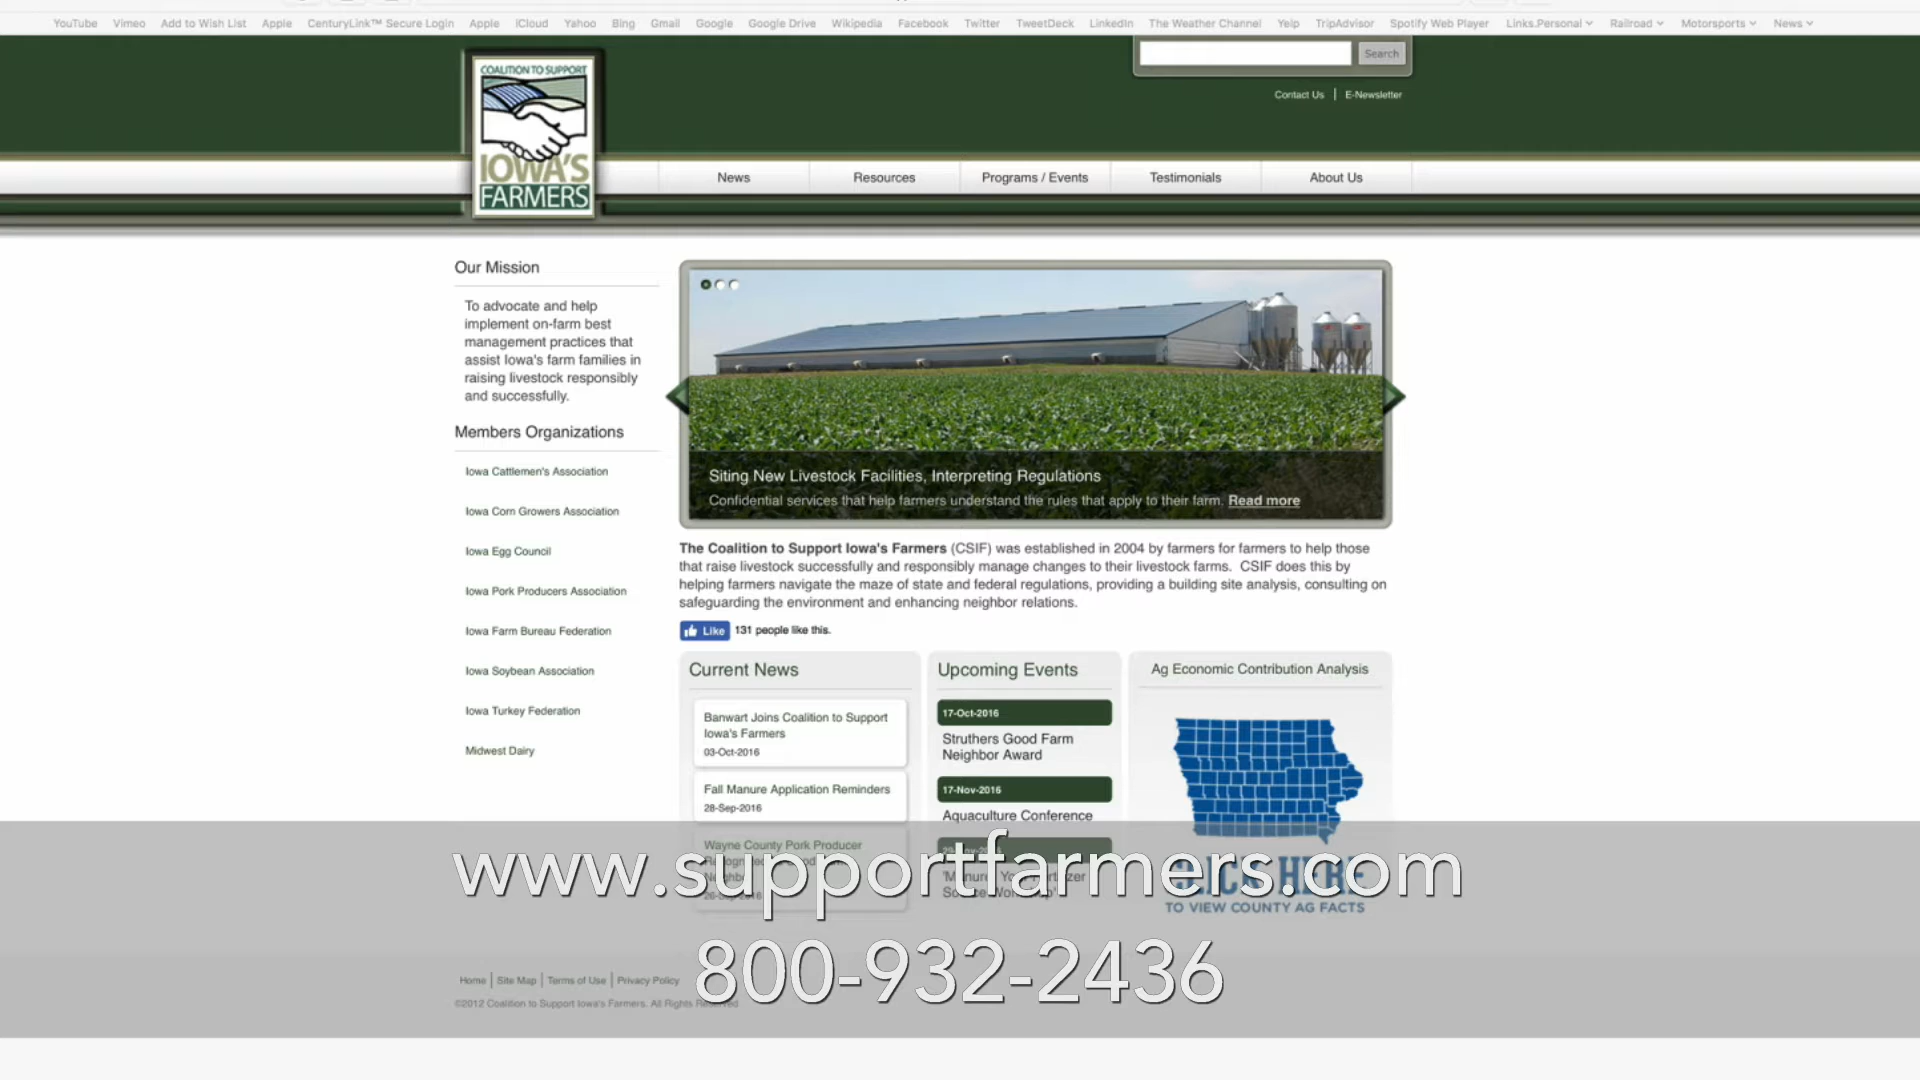 YouTube Vimeo Add to Wish List Apple CenturyLink™ Secure Login Apple iCloud Yahoo Bing Gmail Google Google Drive Wikipedia Facebook Twitter TweetDeck LinkedIn The Weather Channel Yelp TripAdvisor Spotify Web Player Links.Personal Railroad Motorsports News
Search
Contact Us | E-Newsletter
COALITION TO SUPPORT
IOWA'S
FARMERS
News Resources Programs / Events Testimonials About Us
Our Mission
To advocate and help
implement on-farm best
management practices that
assist Iowa's farm families in
raising livestock responsibly
and successfully.
Members Organizations
Iowa Cattlemen's Association
Iowa Corn Growers Association
Iowa Egg Council
Iowa Pork Producers Association
Iowa Farm Bureau Federation
Iowa Soybean Association
Iowa Turkey Federation
Midwest Dairy
Siting New Livestock Facilities, Interpreting Regulations
Confidential services that help farmers understand the rules that apply to their farm. Read more
The Coalition to Support Iowa's Farmers (CSIF) was established in 2004 by farmers for farmers to help those
that raise livestock successfully and responsibly manage changes to their livestock farms. CSIF does this by
helping farmers navigate the maze of state and federal regulations, providing a building site analysis, consulting on
safeguarding the environment and enhancing neighbor relations.
Like 131 people like this.
Current News
Banwart Joins Coalition to Support
Iowa's Farmers
03-Oct-2016
Fall Manure Application Reminders
28-Sep-2016
Wayne County Pork Producer
Upcoming Events
17-Oct-2016
Struthers Good Farm
Neighbor Award
17-Nov-2016
Aquaculture Conference
Ag Economic Contribution Analysis
CLICK HERE
TO VIEW COUNTY AG FACTS
www.supportfarmers.com
800-932-2436
Home | Site Map | Terms of Use | Privacy Policy
©2012 Coalition to Support Iowa's Farmers. All Rights Reserved